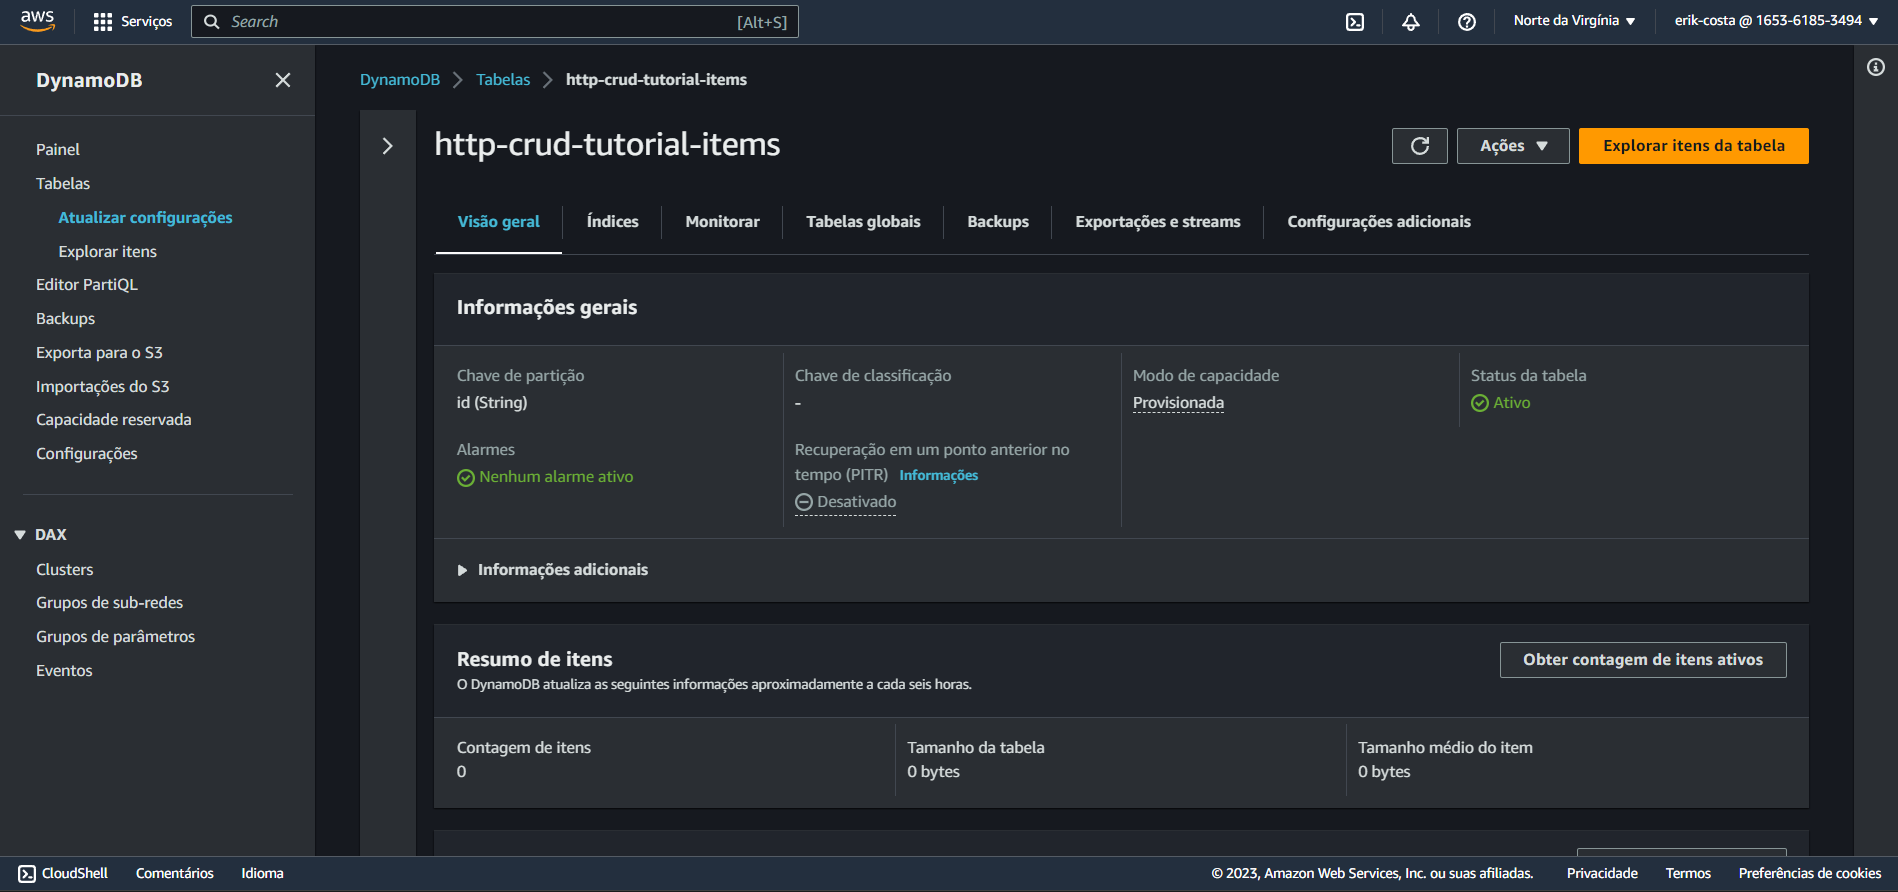 aws
Serviços
Search
[Alt+S]
Norte da Virgínia
erik-costa @ 1653-6185-3494
DynamoDB
Painel
Tabelas
Atualizar configurações
Explorar itens
Editor PartiQL
Backups
Exporta para o S3
Importações do S3
Capacidade reservada
Configurações
DAX
Clusters
Grupos de sub-redes
Grupos de parâmetros
Eventos
DynamoDB
Tabelas
http-crud-tutorial-items
http-crud-tutorial-items
Ações
Explorar itens da tabela
Visão geral
Índices
Monitorar
Tabelas globais
Backups
Exportações e streams
Configurações adicionais
Informações gerais
Chave de partição
id (String)
Chave de classificação
-
Modo de capacidade
Provisionada
Status da tabela
Ativo
Alarmes
Nenhum alarme ativo
Recuperação em um ponto anterior no
tempo (PITR) Informações
Desativado
Informações adicionais
Resumo de itens
O DynamoDB atualiza as seguintes informações aproximadamente a cada seis horas.
Obter contagem de itens ativos
Contagem de itens
0
Tamanho da tabela
0 bytes
Tamanho médio do item
0 bytes
CloudShell
Comentários
Idioma
© 2023, Amazon Web Services, Inc. ou suas afiliadas.
Privacidade
Termos
Preferências de cookies